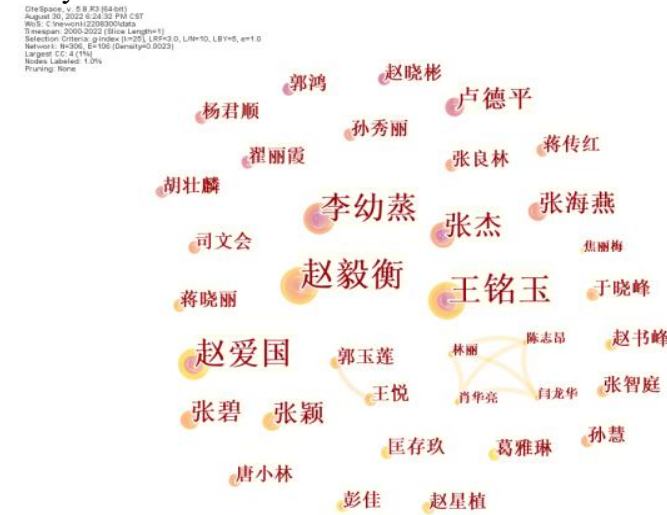 CiteSpace, v. 5.8.R3 (64-bit)
August 30, 2022 6:24:32 PM CST
WoS: C:\newonki\2208300\data
Timespan: 2000-2022 (Slice Length=1)
Selection Criteria: g-index (k=25), LRF=3.0, L/N=10, LBY=5, e=1.0
Network: N=306, E=106 (Density=0.0023)
Largest CC: 4 (1%)
Nodes Labeled: 1.0%
Pruning: None
赵晓彬
郭鸿
卢德平
杨君顺
孙秀丽
蒋传红
翟丽霞
张良林
胡壮麟
李幼蒸
张海燕
张杰
司文会
焦丽梅
赵毅衡
王铭玉
于晓峰
蒋晓丽
陈志昂
赵书峰
赵爱国
郭玉莲
林丽
张智庭
王悦
肖华亮
闫龙华
张碧
张颖
孙慧
匡存玖
葛雅琳
唐小林
彭佳
赵星植